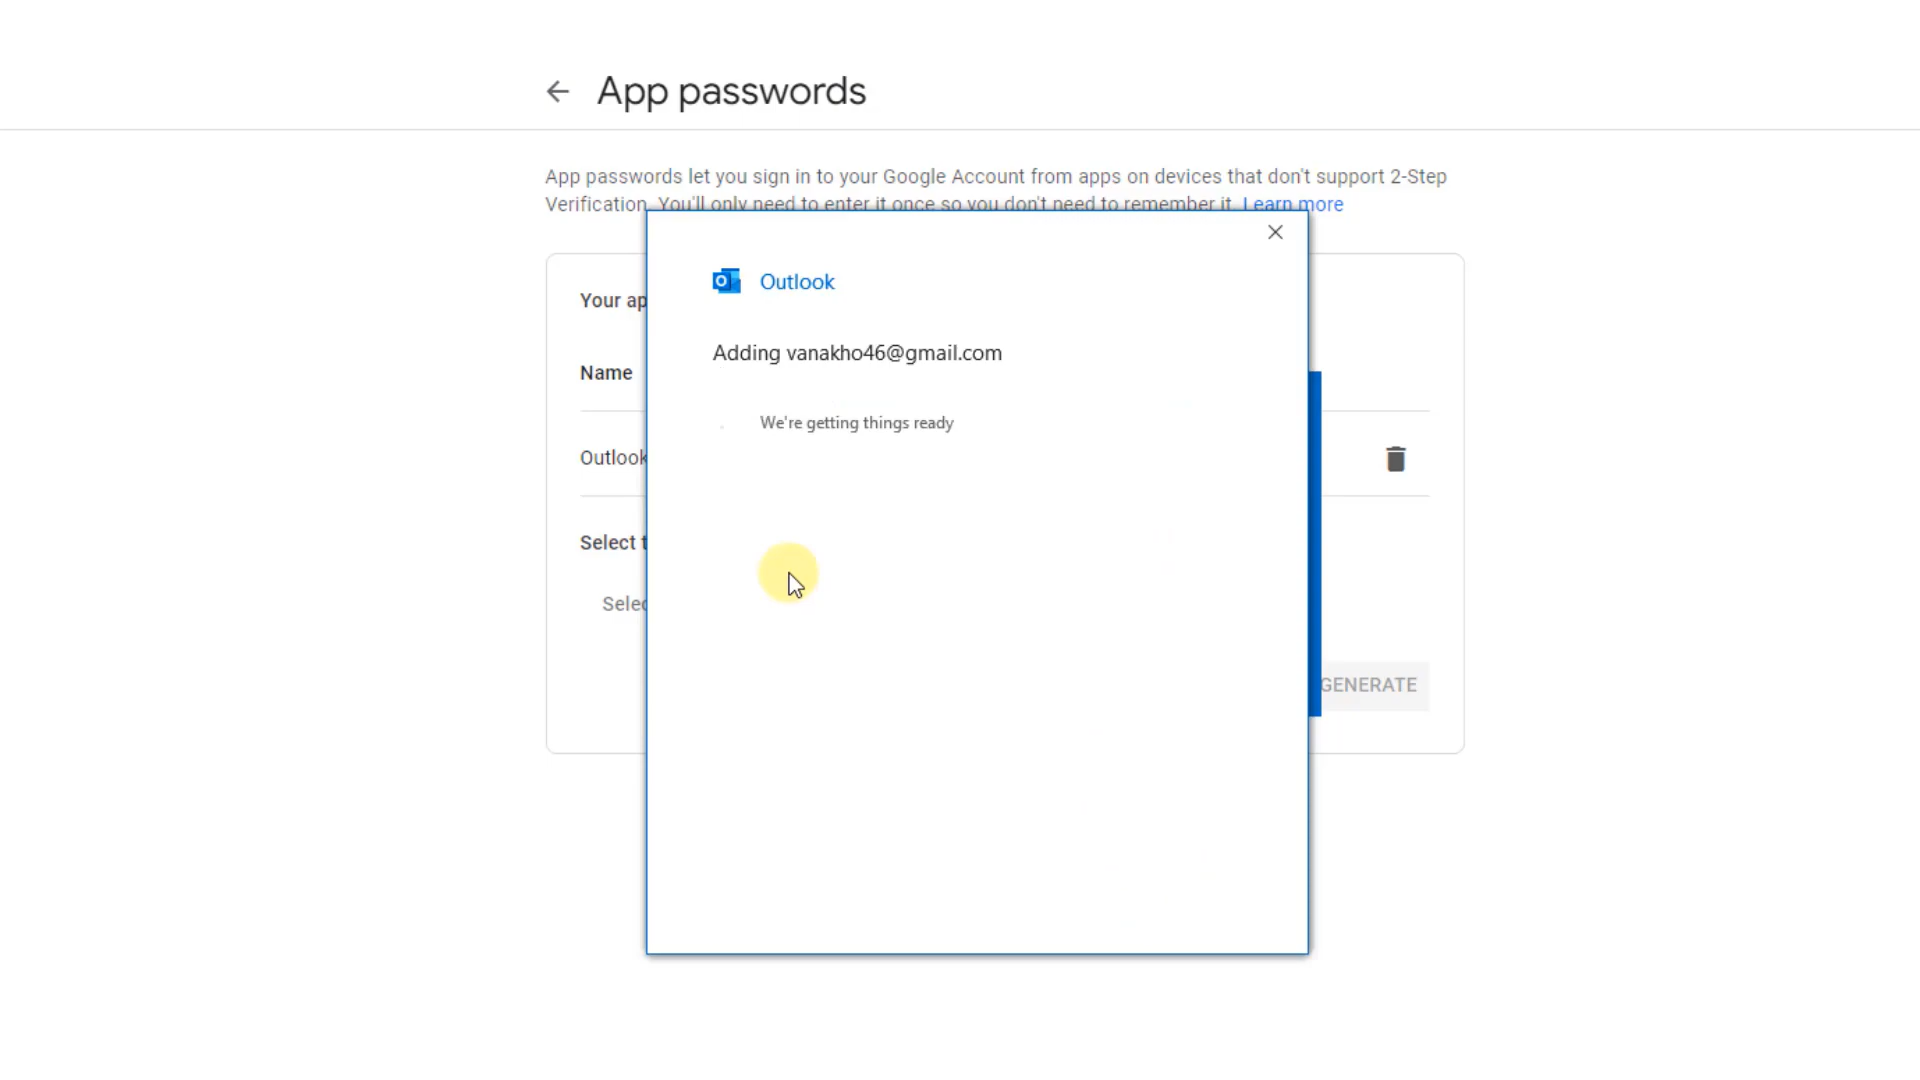 App passwords
App passwords let you sign in to your Google Account from apps on devices that don't support 2-Step
Verification. You'll only need to enter it once so you don't need to remember it. Learn more
Outlook
Your ap
Adding vanakho46@gmail.com
Name
We're getting things ready
Outlook
Select t
Selec
GENERATE